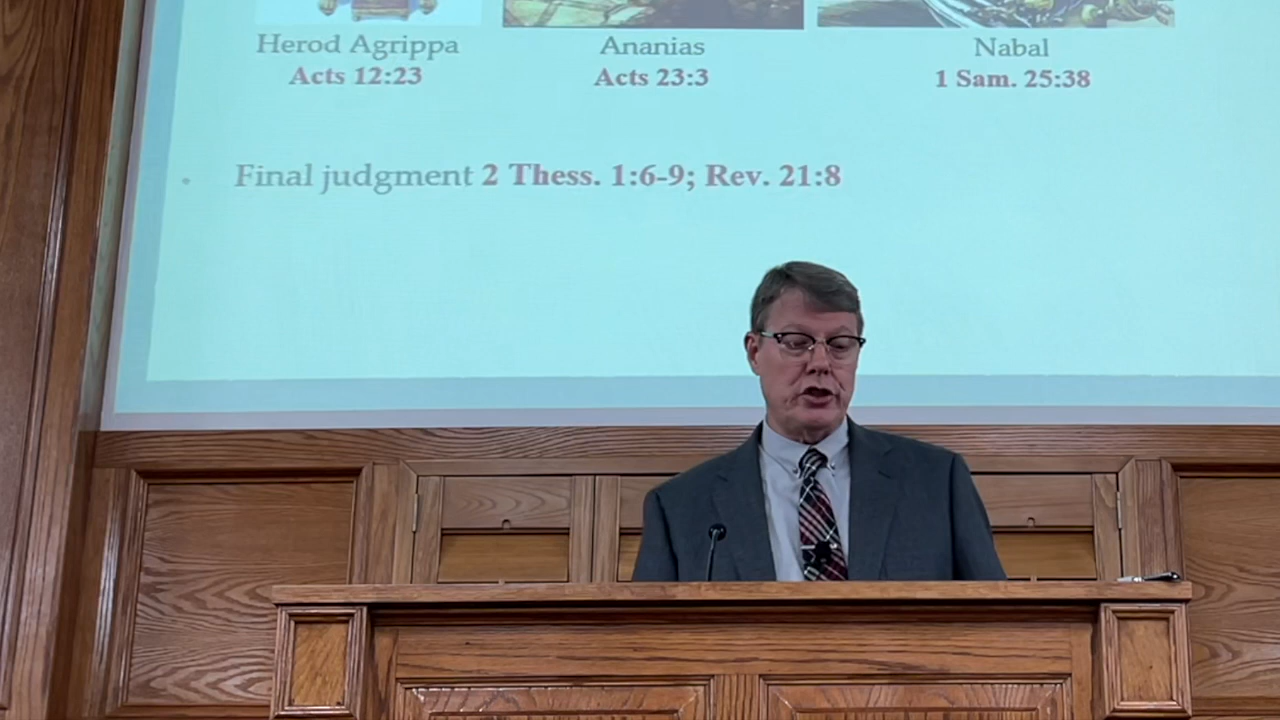 Herod Agrippa
Acts 12:23
Ananias
Acts 23:3
Nabal
1 Sam. 25:38
• Final judgment 2 Thess. 1:6-9; Rev. 21:8